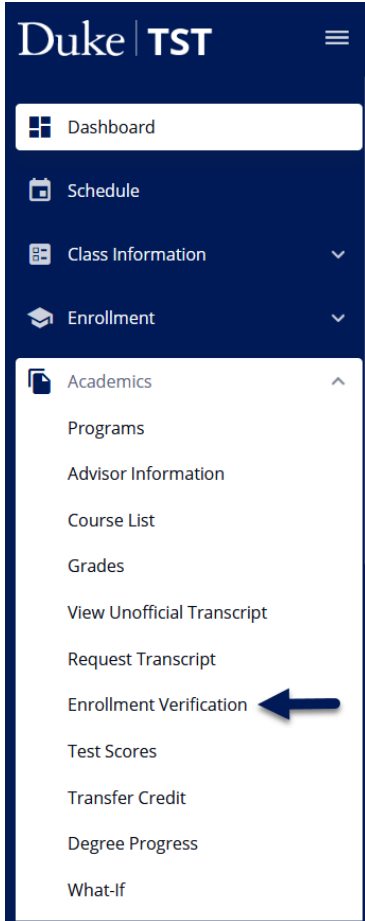 Duke TST
Dashboard
Schedule
Class Information
Enrollment
Academics
Programs
Advisor Information
Course List
Grades
View Unofficial Transcript
Request Transcript
Enrollment Verification
Test Scores
Transfer Credit
Degree Progress
What-If